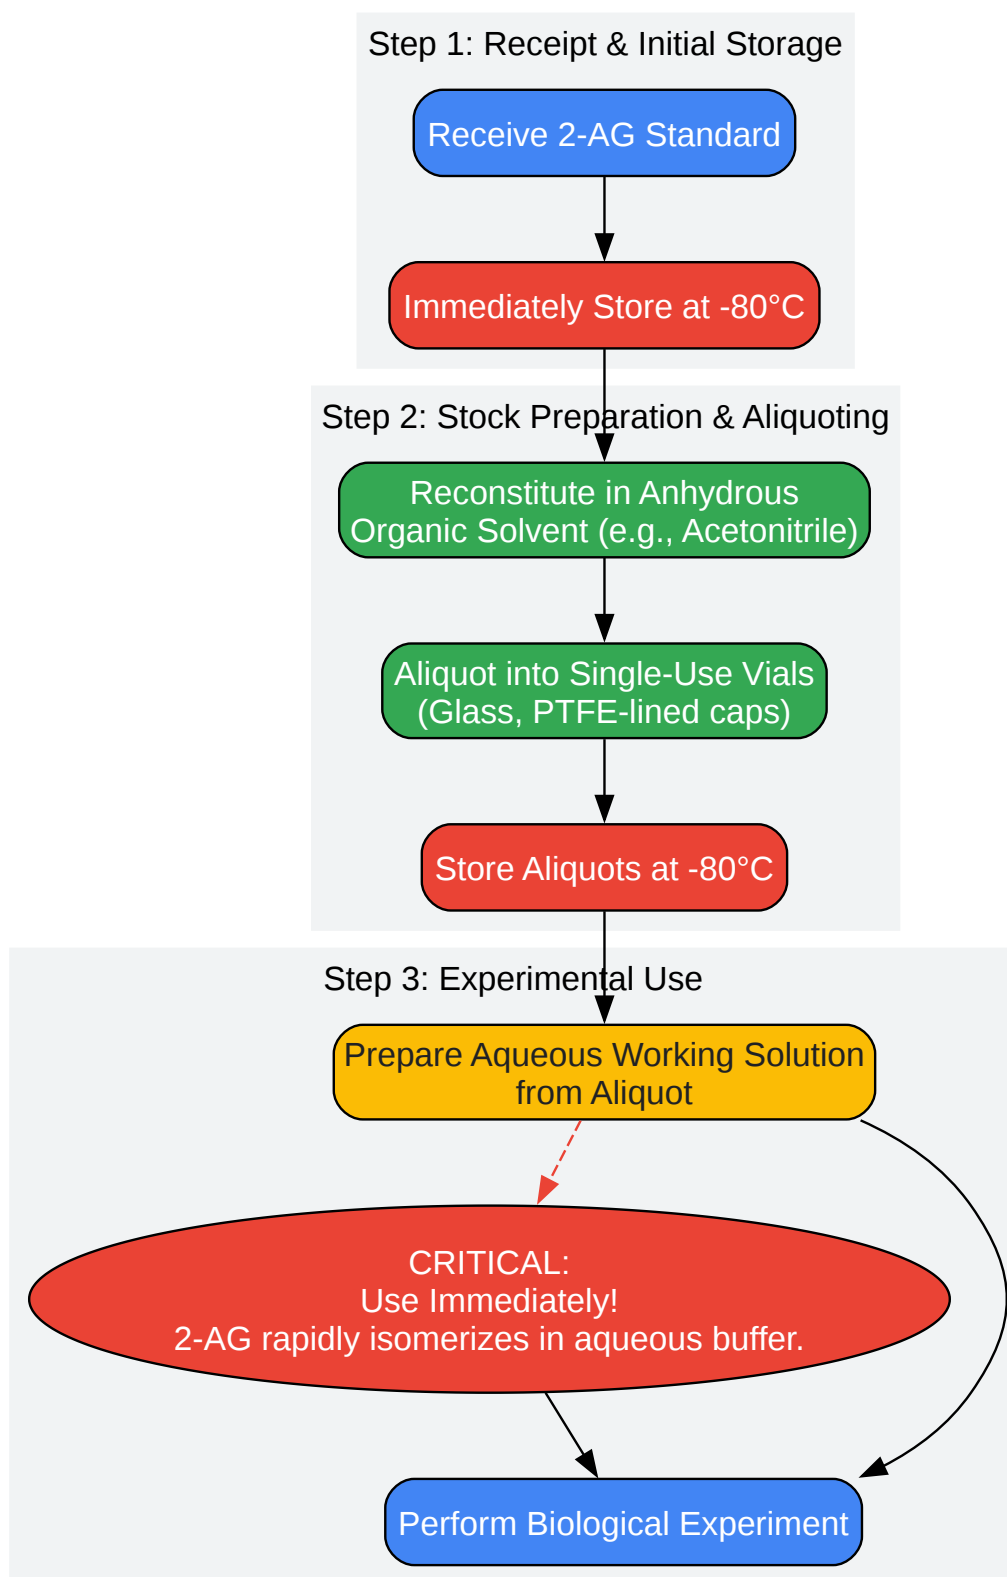 Step 1: Receipt & Initial Storage
Receive 2-AG Standard
Immediately Store at -80°C
Step 2: Stock Preparation & Aliquoting
Reconstitute in Anhydrous
Organic Solvent (e.g., Acetonitrile)
Aliquot into Single-Use Vials
(Glass, PTFE-lined caps)
Store Aliquots at -80°C
Step 3: Experimental Use
Prepare Aqueous Working Solution
from Aliquot
CRITICAL:
Use Immediately!
2-AG rapidly isomerizes in aqueous buffer.
Perform Biological Experiment